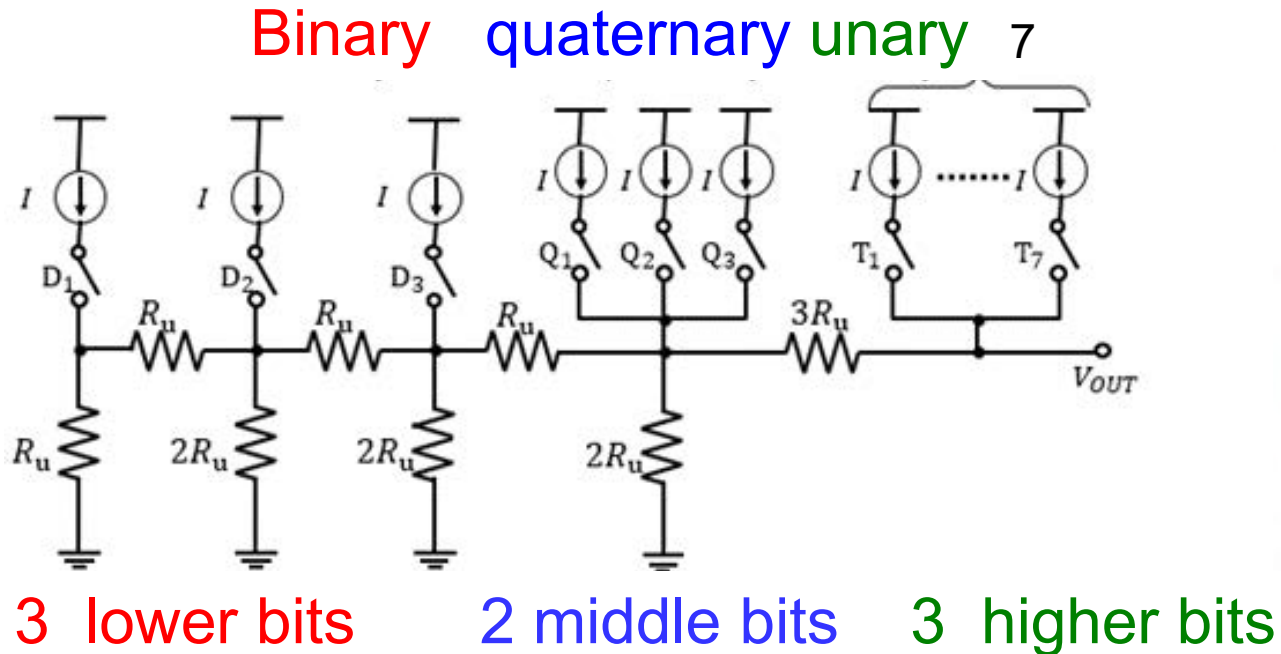 Binary quaternary unary 7
I I I I I I I I
D1 D2 D3 Q1 Q2 Q3 T1 T7
Ru Ru Ru 3Ru
VOUT
Ru 2Ru 2Ru 2Ru
3 lower bits 2 middle bits 3 higher bits